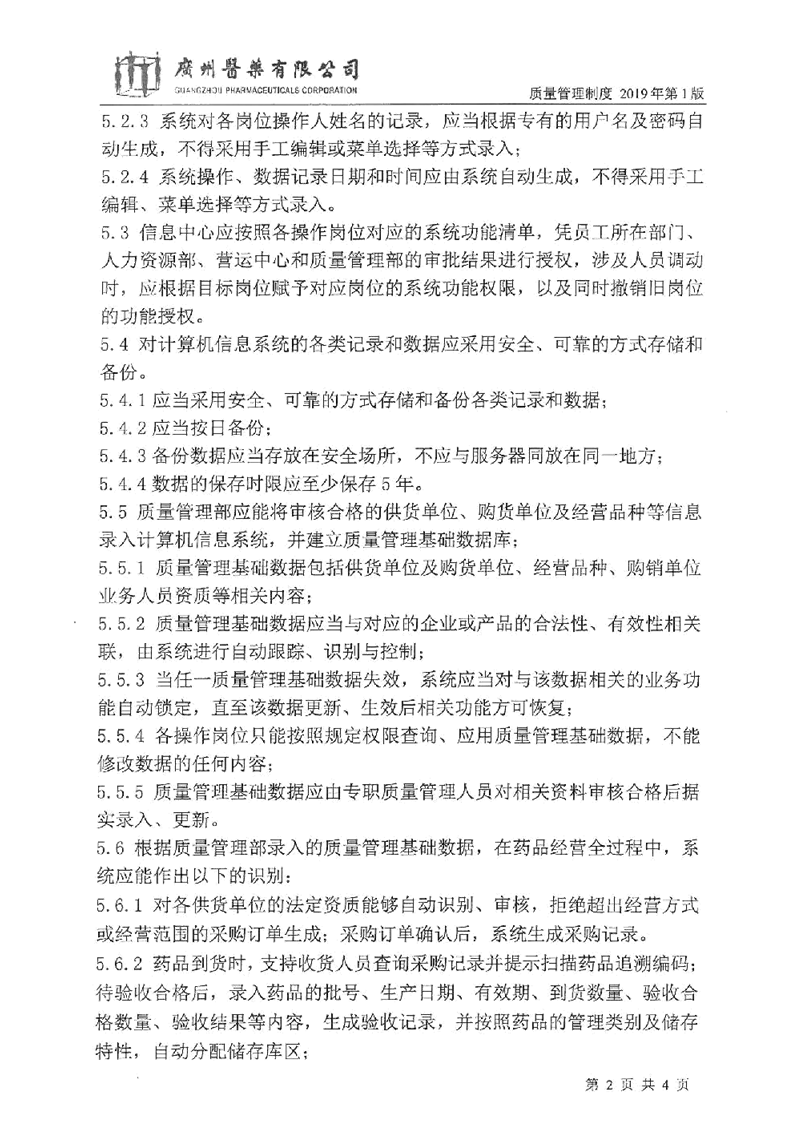 廣州醫藥有限公司
GUANGZHOU PHARMACEUTICALS CORPORATION
质量管理制度 2019年第1版
5.2.3 系统对各岗位操作人姓名的记录，应当根据专有的用户名及密码自
动生成，不得采用手工编辑或菜单选择等方式录入；
5.2.4 系统操作、数据记录日期和时间应由系统自动生成，不得采用手工
编辑、菜单选择等方式录入。
5.3 信息中心应按照各操作岗位对应的系统功能清单，凭员工所在部门、
人力资源部、营运中心和质量管理部的审批结果进行授权，涉及人员调动
时，应根据目标岗位赋予对应岗位的系统功能权限，以及同时撤销旧岗位
的功能授权。
5.4 对计算机信息系统的各类记录和数据应采用安全、可靠的方式存储和
备份。
5.4.1应当采用安全、可靠的方式存储和备份各类记录和数据；
5.4.2应当按日备份；
5.4.3备份数据应当存放在安全场所，不应与服务器同放在同一地方；
5.4.4数据的保存时限应至少保存5年。
5.5 质量管理部应能将审核合格的供货单位、购货单位及经营品种等信息
录入计算机信息系统，并建立质量管理基础数据库；
5.5.1 质量管理基础数据包括供货单位及购货单位、经营品种、购销单位
业务人员资质等相关内容；
5.5.2 质量管理基础数据应当与对应的企业或产品的合法性、有效性相关
联，由系统进行自动跟踪、识别与控制；
5.5.3 当任一质量管理基础数据失效，系统应当对与该数据相关的业务功
能自动锁定，直至该数据更新、生效后相关功能方可恢复；
5.5.4 各操作岗位只能按照规定权限查询、应用质量管理基础数据，不能
修改数据的任何内容；
5.5.5 质量管理基础数据应由专职质量管理人员对相关资料审核合格后据
实录入、更新。
5.6 根据质量管理部录入的质量管理基础数据，在药品经营全过程中，系
统应能作出以下的识别：
5.6.1 对各供货单位的法定资质能够自动识别、审核，拒绝超出经营方式
或经营范围的采购订单生成；采购订单确认后，系统生成采购记录。
5.6.2 药品到货时，支持收货人员查询采购记录并提示扫描药品追溯编码；
待验收合格后，录入药品的批号、生产日期、有效期、到货数量、验收合
格数量、验收结果等内容，生成验收记录，并按照药品的管理类别及储存
特性，自动分配储存库区；
第 2 页 共 4 页